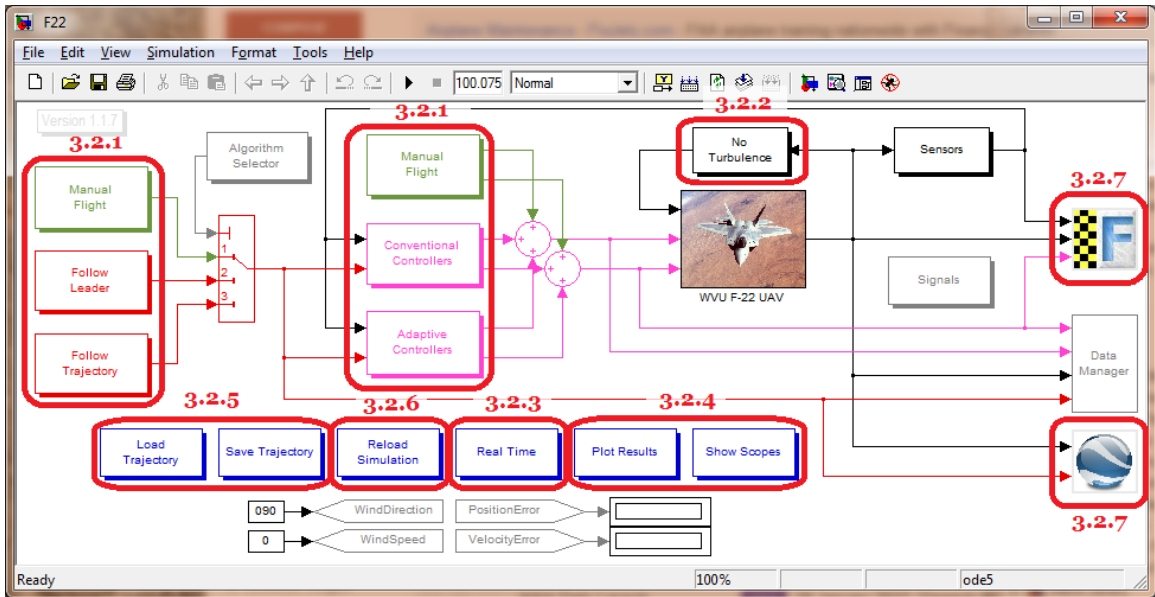 F22
File Edit View Simulation Format Tools Help
100.075 Normal
Version 1.1.7
3.2.1
3.2.1
3.2.2
3.2.7
Algorithm
Selector
Manual
Flight
No
Turbulence
Sensors
Manual
Flight
1
2
3
Follow
Leader
Conventional
Controllers
+
+
+
+
+
+
F
WVU F-22 UAV
Signals
Follow
Trajectory
Adaptive
Controllers
Data
Manager
3.2.5
3.2.6
3.2.3
3.2.4
Load
Trajectory
Save Trajectory
Reload
Simulation
Real Time
Plot Results
Show Scopes
3.2.7
090
WindDirection
PositionError
0
WindSpeed
VelocityError
Ready
100%
ode5